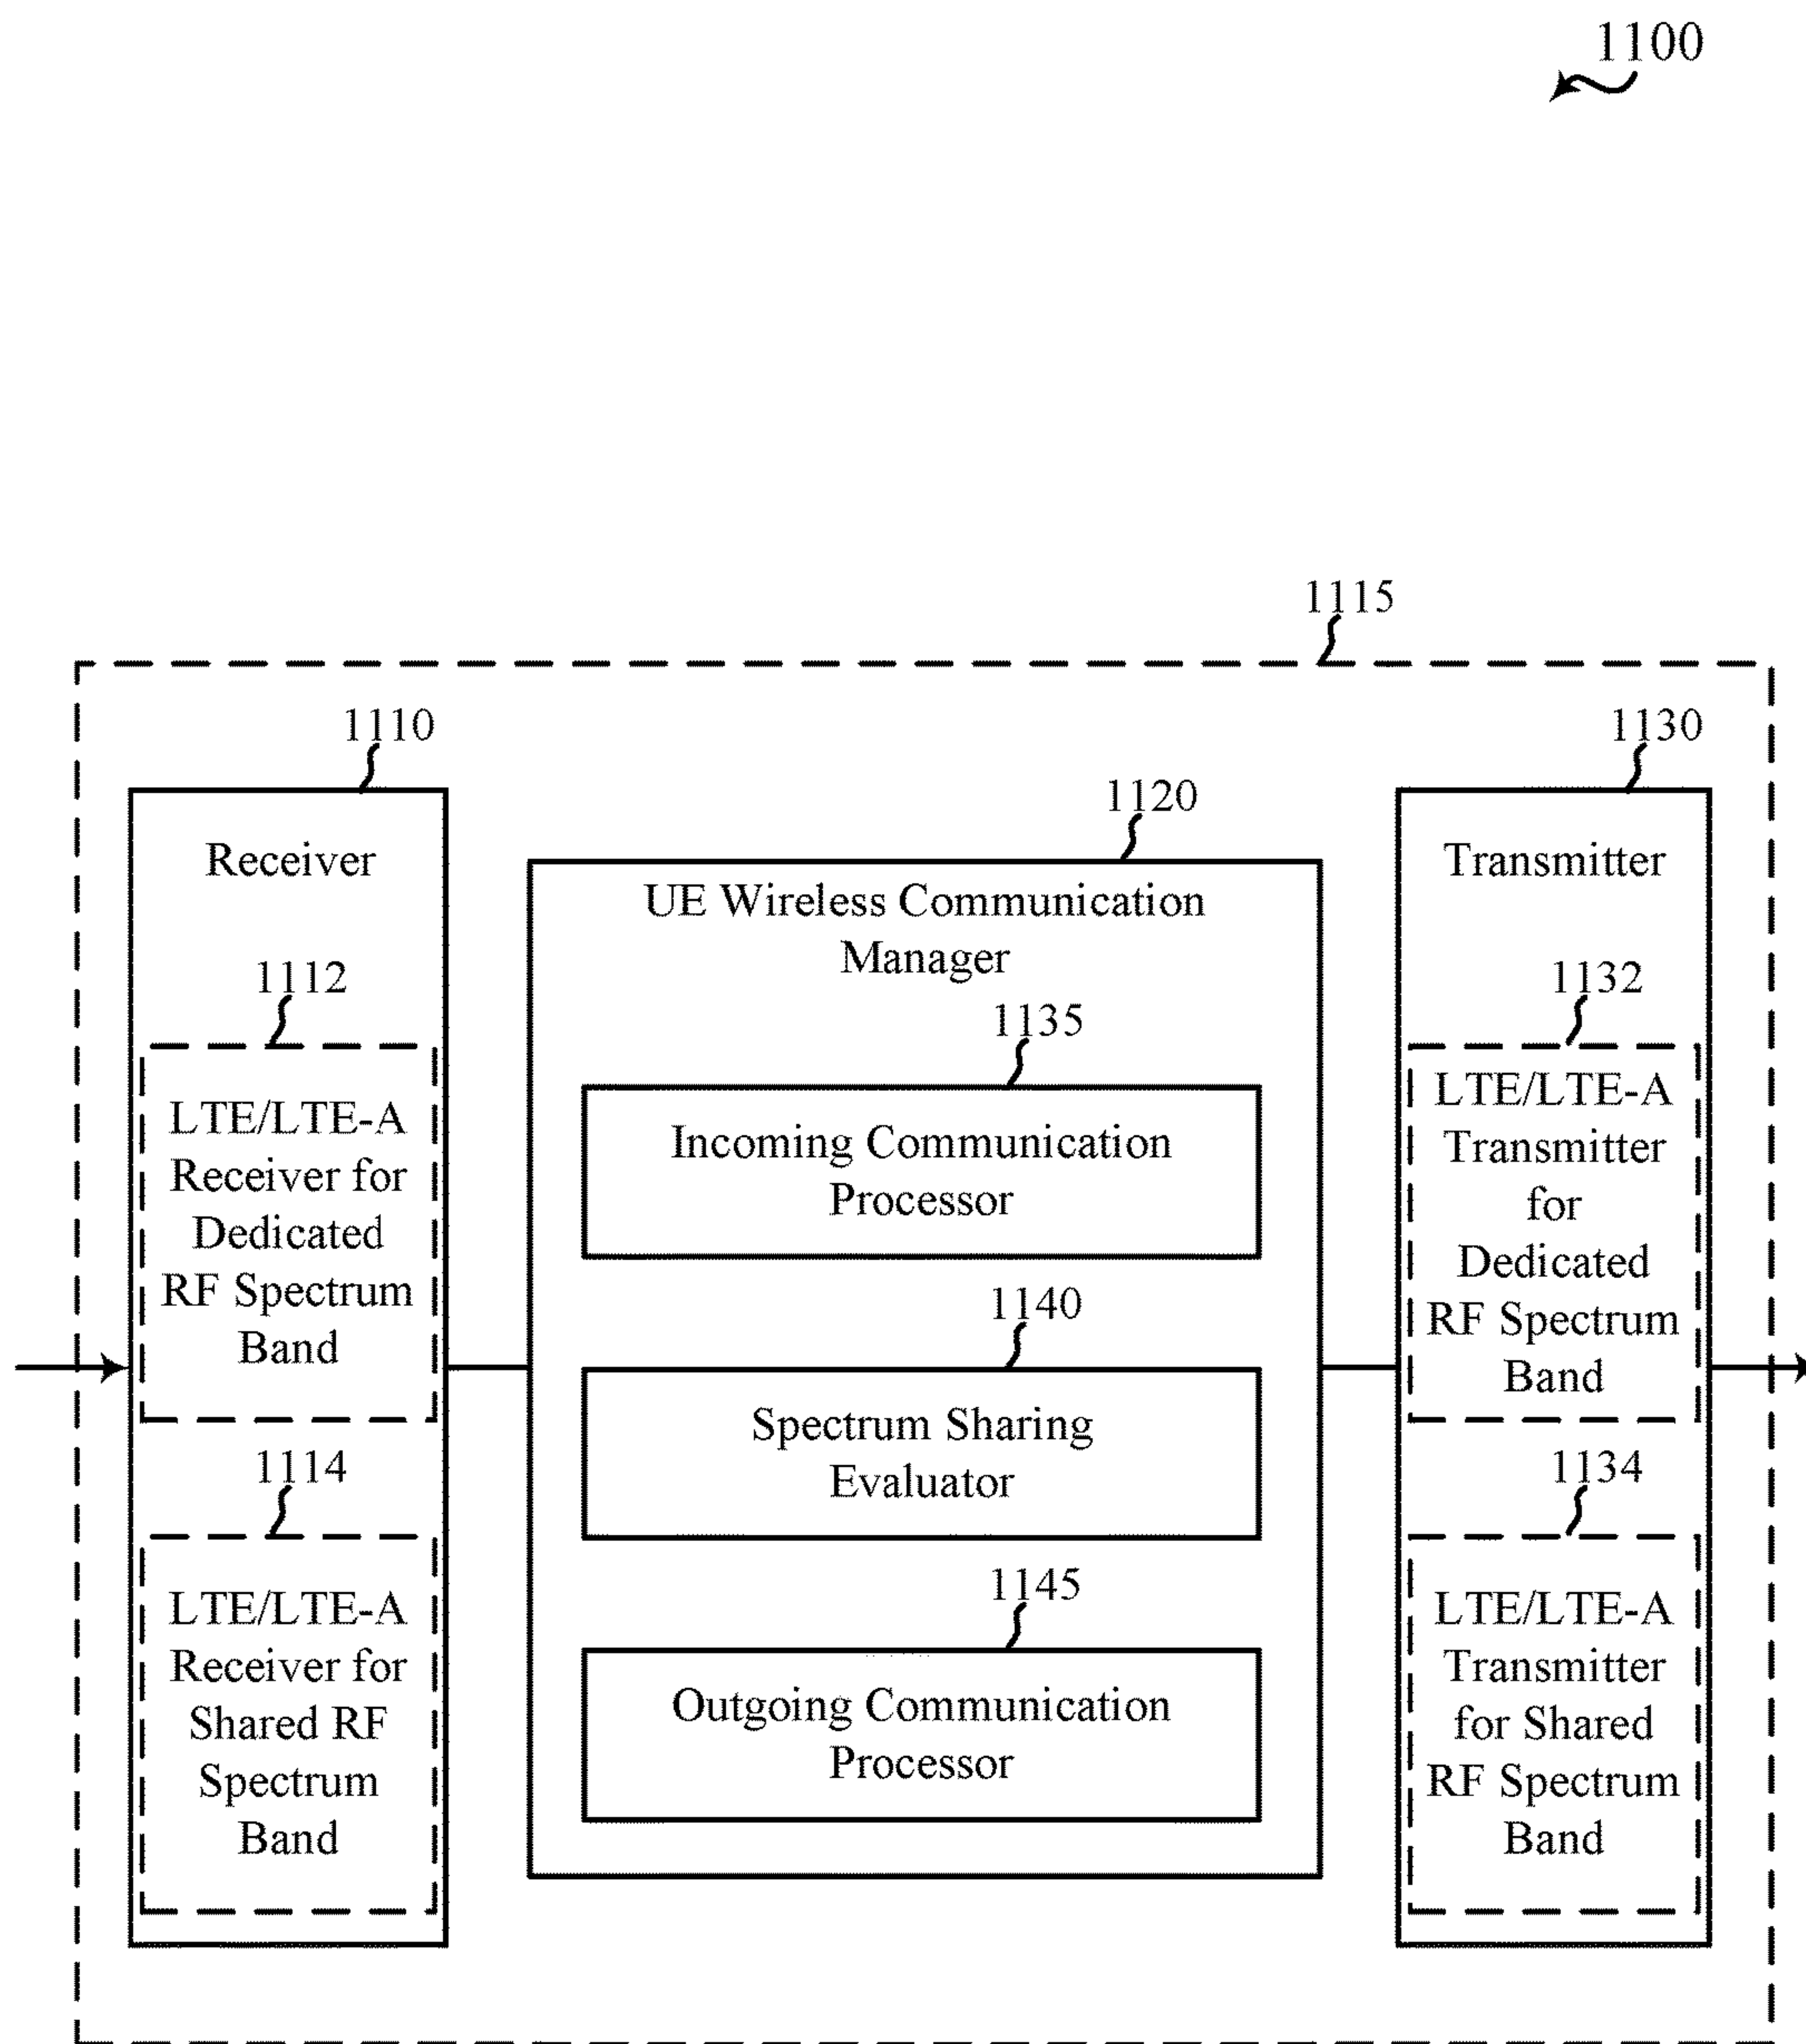 1100
1115
1110
Receiver
1112
LTE/LTE-A
Receiver for
Dedicated
RF Spectrum
Band
1114
LTE/LTE-A
Receiver for
Shared RF
Spectrum
Band
1120
UE Wireless Communication
Manager
1135
Incoming Communication
Processor
1140
Spectrum Sharing
Evaluator
1145
Outgoing Communication
Processor
1130
Transmitter
1132
LTE/LTE-A
Transmitter
for
Dedicated
RF Spectrum
Band
1134
LTE/LTE-A
Transmitter
for Shared
RF Spectrum
Band